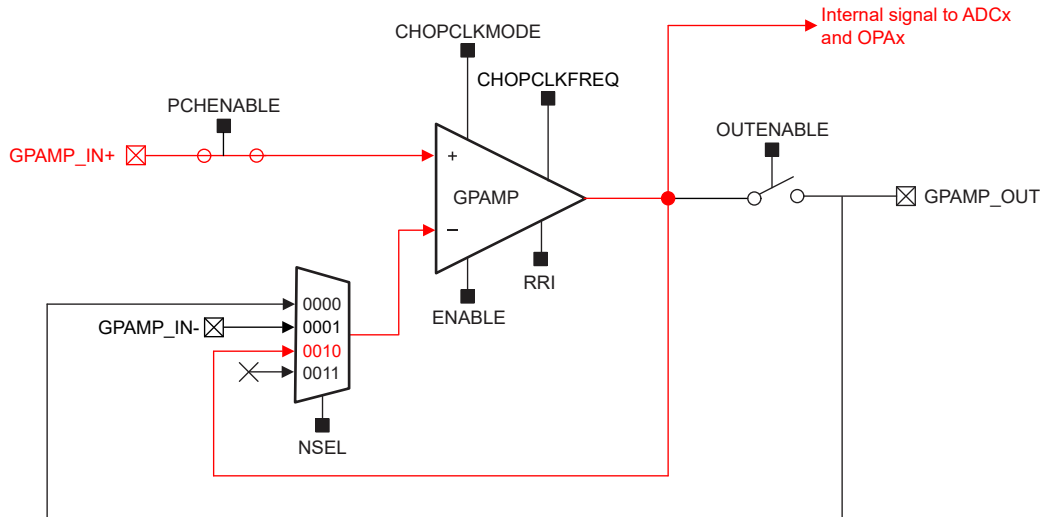 Internal signal to ADCx
and OPAx
CHOPCLKMODE
CHOPCLKFREQ
PCHENABLE
OUTENABLE
GPAMP_IN+
+
GPAMP
GPAMP_OUT
−
RRI
ENABLE
0000
GPAMP_IN-
0001
0010
0011
NSEL